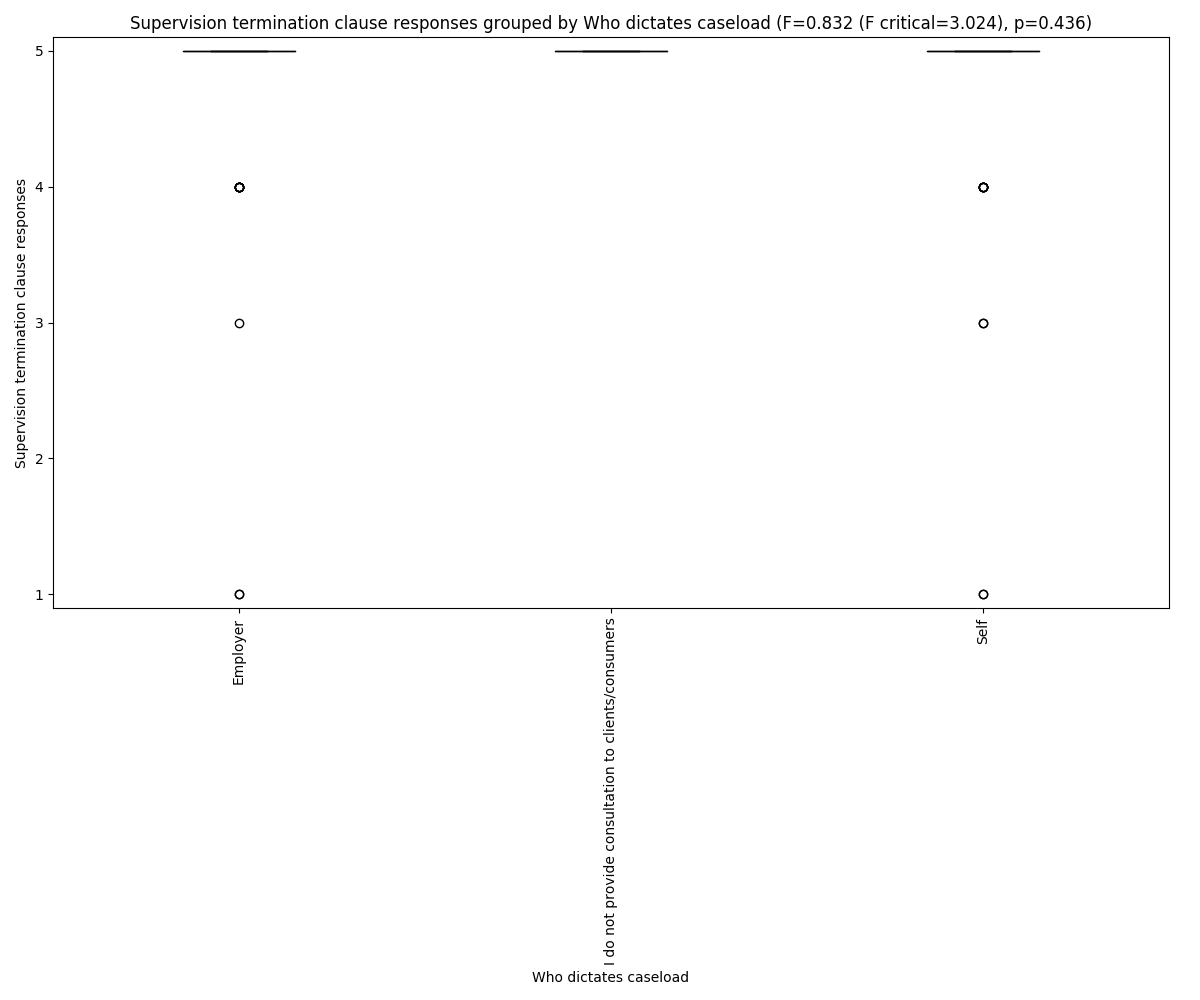 Supervision termination clause responses grouped by Who dictates caseload (F=0.832 (F critical=3.024), p=0.436)
Supervision termination clause responses
5
4
3
2
1
Employer
I do not provide consultation to clients/consumers
Self
Who dictates caseload